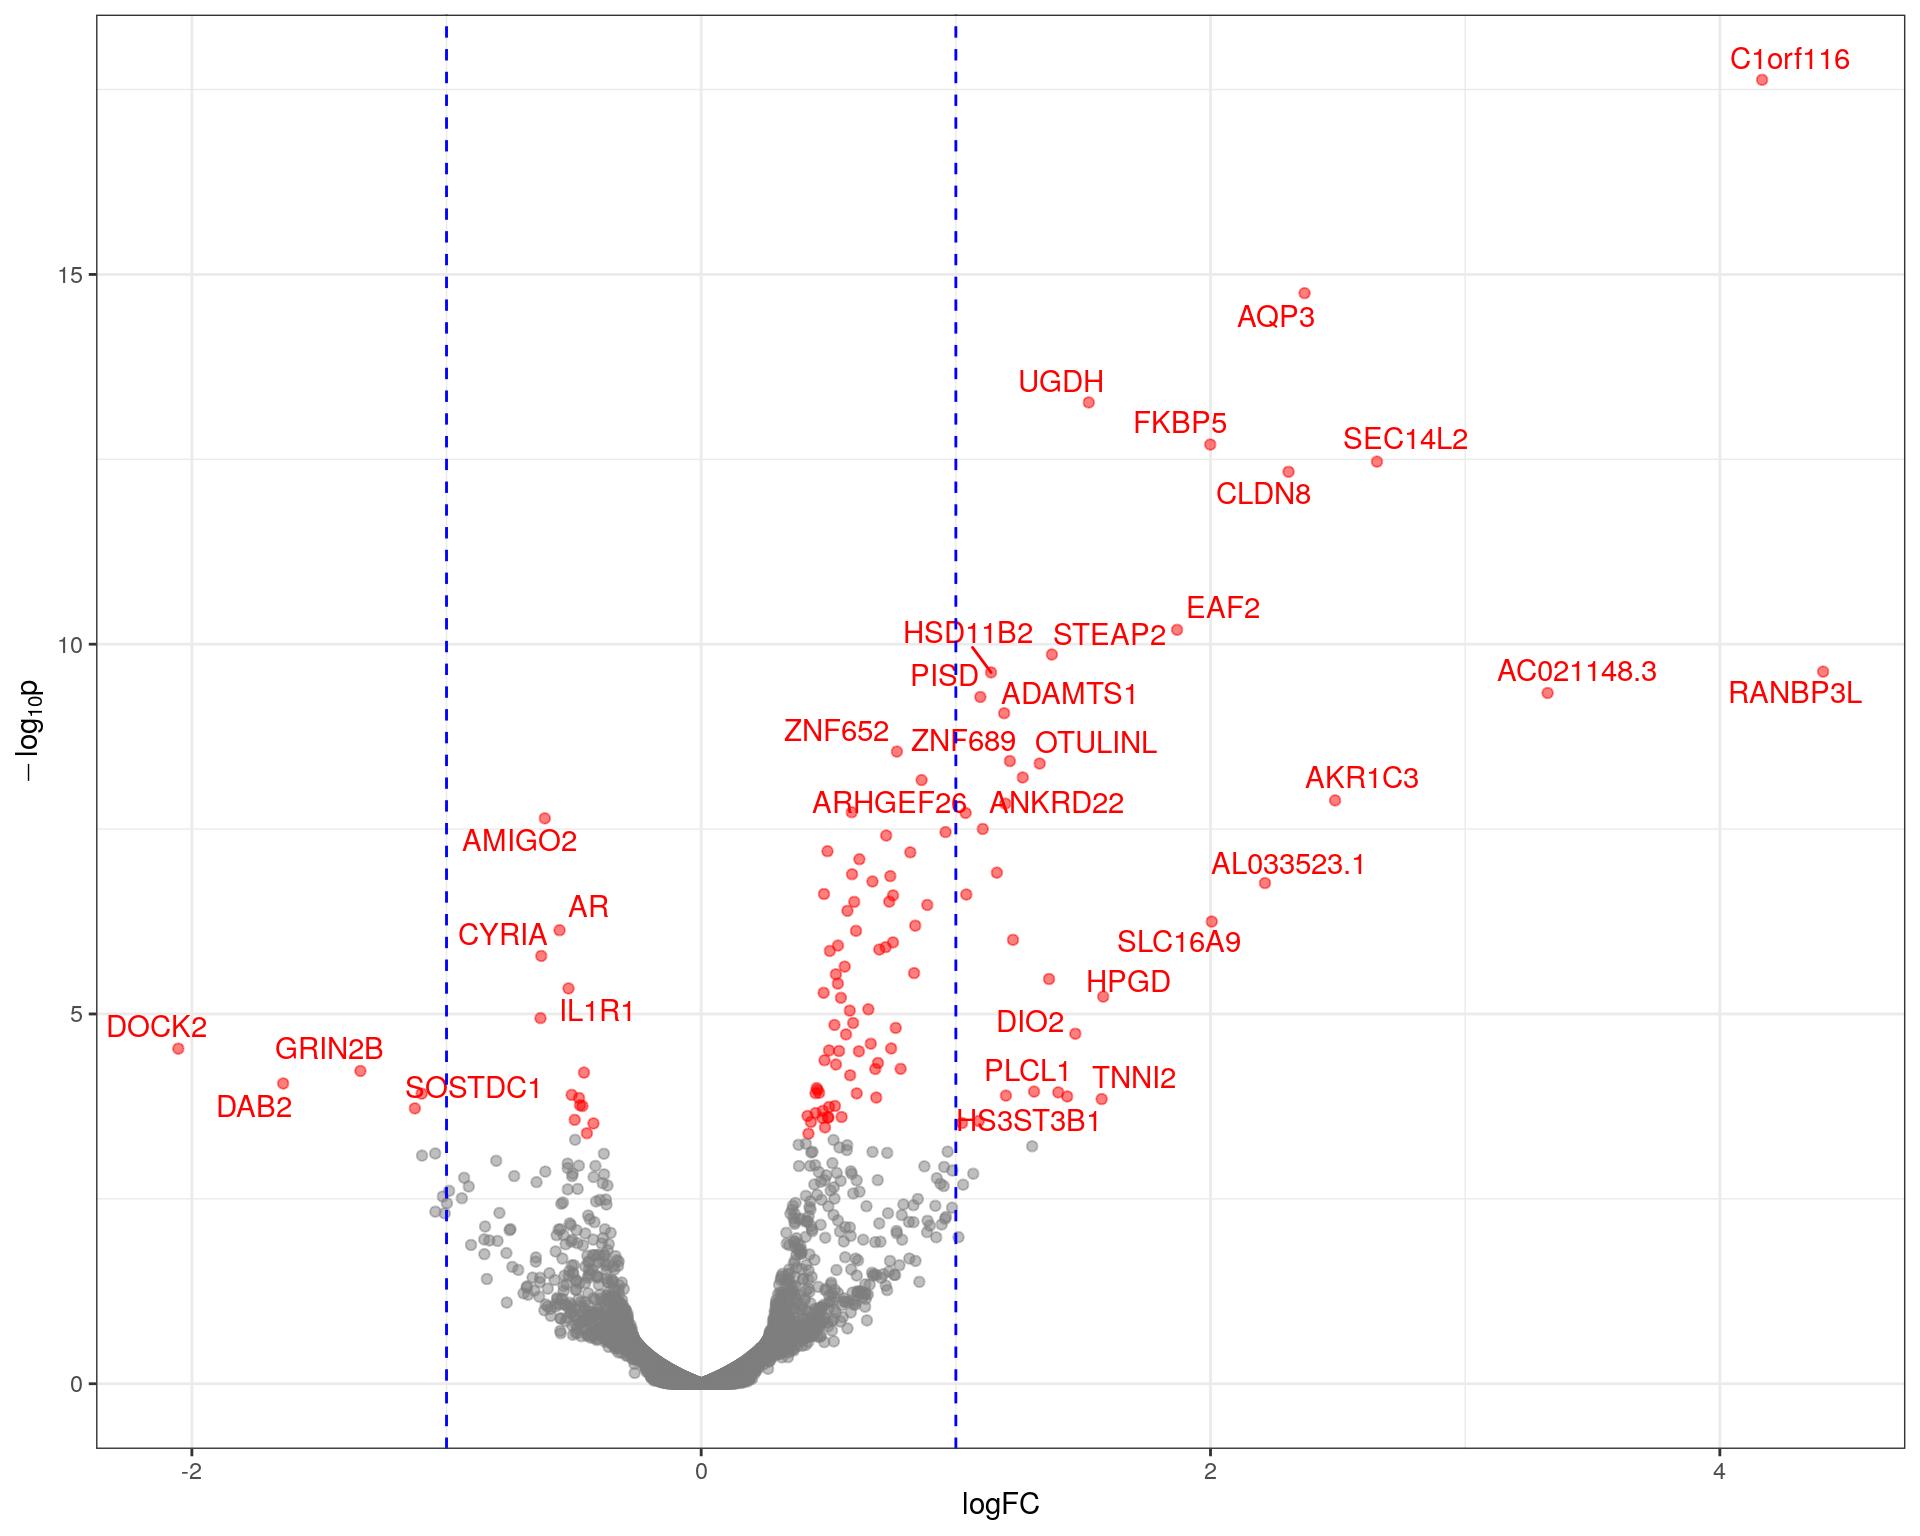 C1orf116
15
AQP3
UGDH
FKBP5
SEC14L2
CLDN8
EAF2
HSD11B2
STEAP2
10
AC021148.3
PISD
ADAMTS1
RANBP3L
ZNF652
ZNF689
OTULINL
AKR1C3
ARHGEF26
ANKRD22
AMIGO2
AL033523.1
AR
CYRIA
SLC16A9
HPGD
IL1R1
5
DOCK2
DIO2
GRIN2B
PLCL1
TNNI2
SOSTDC1
DAB2
HS3ST3B1
0
-2
0
2
4
logFC
−log₁₀p